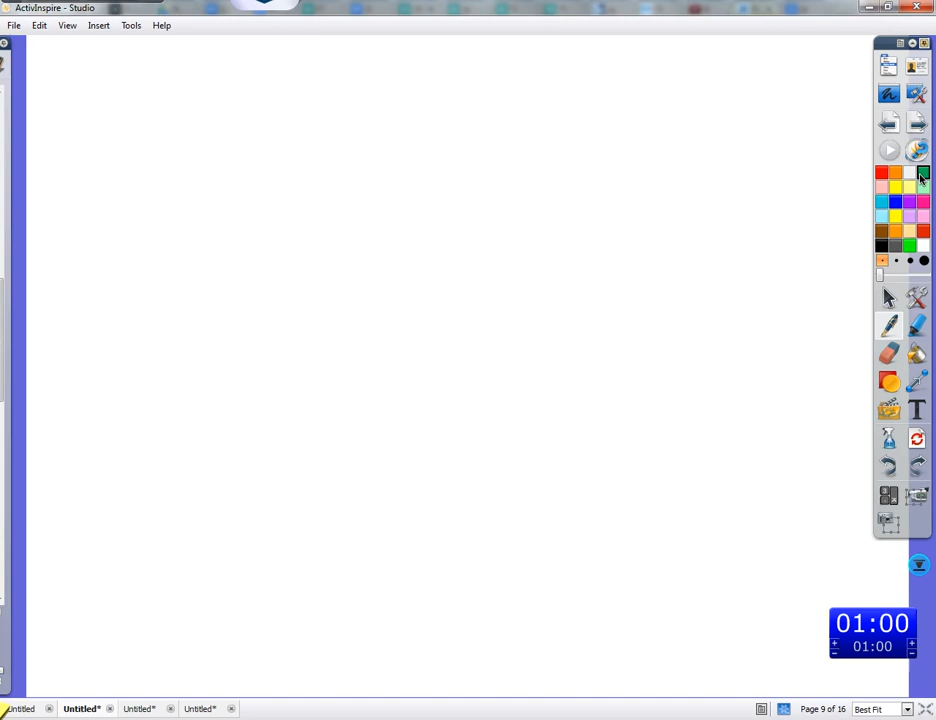 ActivInspire - Studio
File Edit View Insert Tools Help
01:00
01:00
Untitled Untitled* Untitled* Untitled* Page 9 of 16 Best Fit